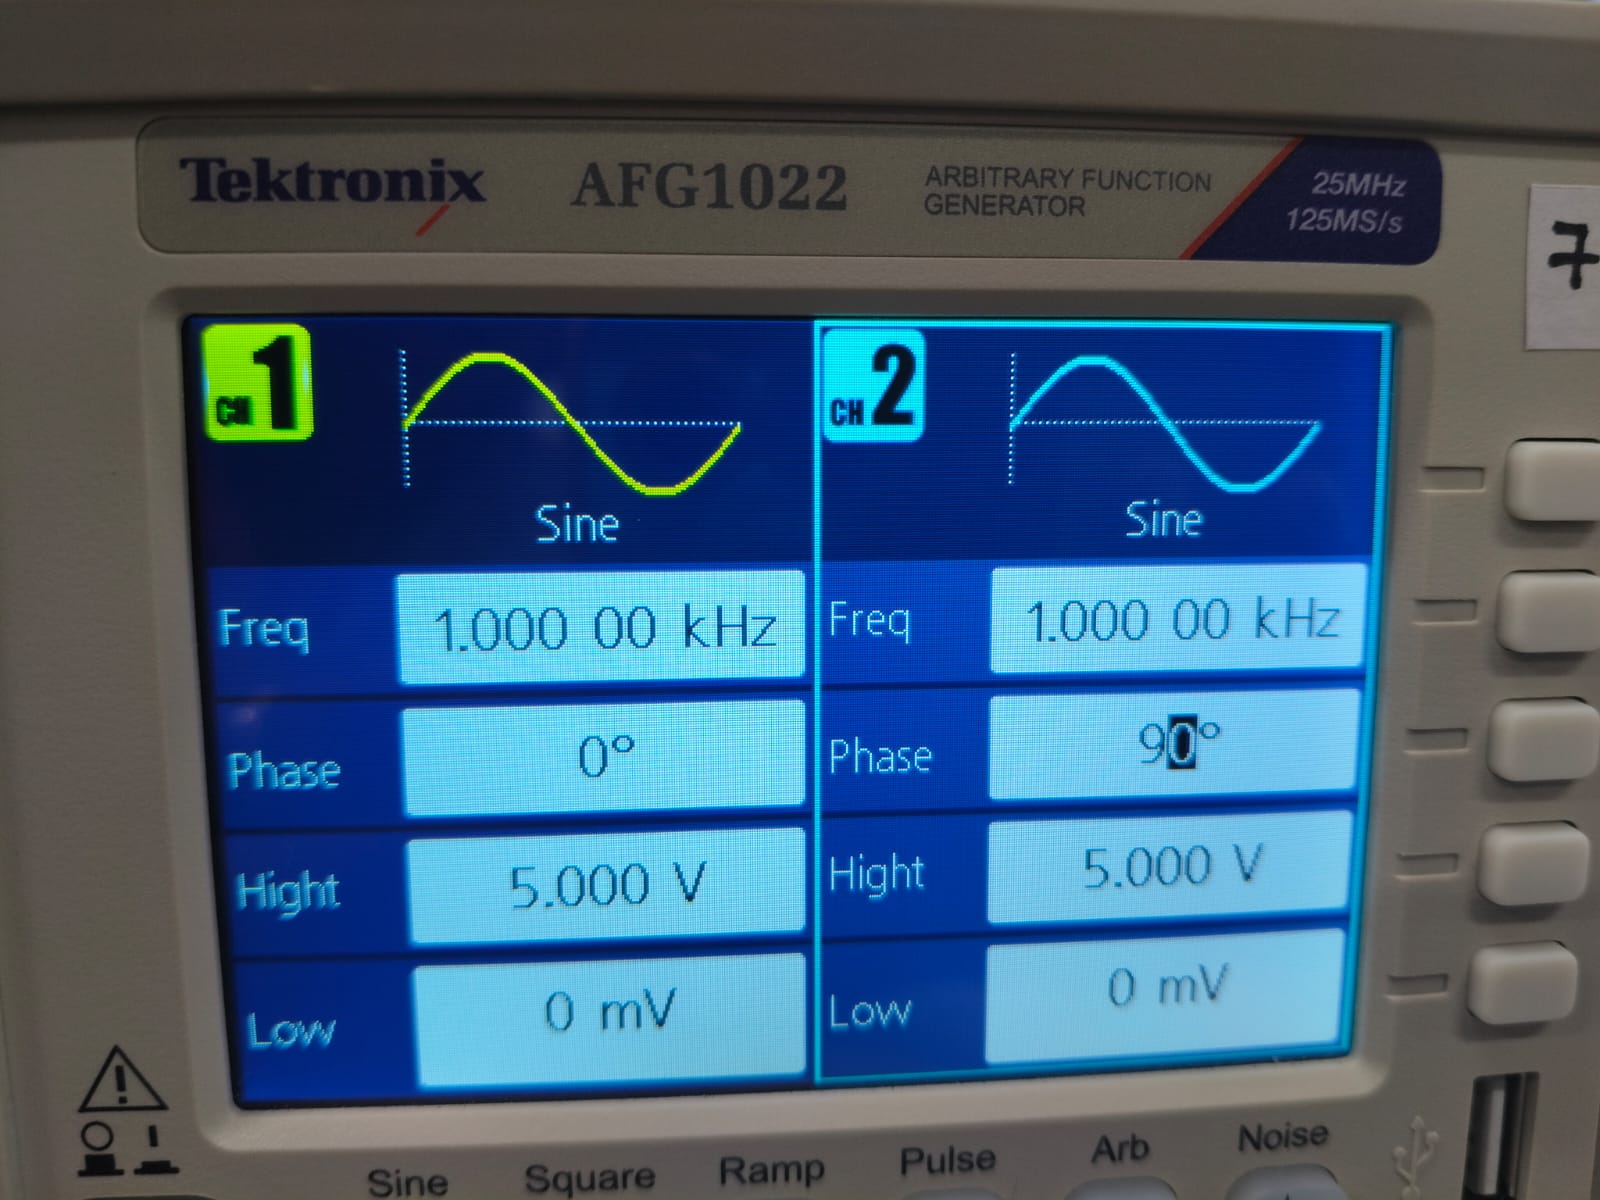 Tektronix AFG1022 ARBITRARY FUNCTION GENERATOR 25MHz 125MS/s
7
CH 1
Sine
Freq 1.000 00 kHz
Phase 0°
Hight 5.000 V
Low 0 mV
CH 2
Sine
Freq 1.000 00 kHz
Phase 90°
Hight 5.000 V
Low 0 mV
Sine Square Ramp Pulse Arb Noise